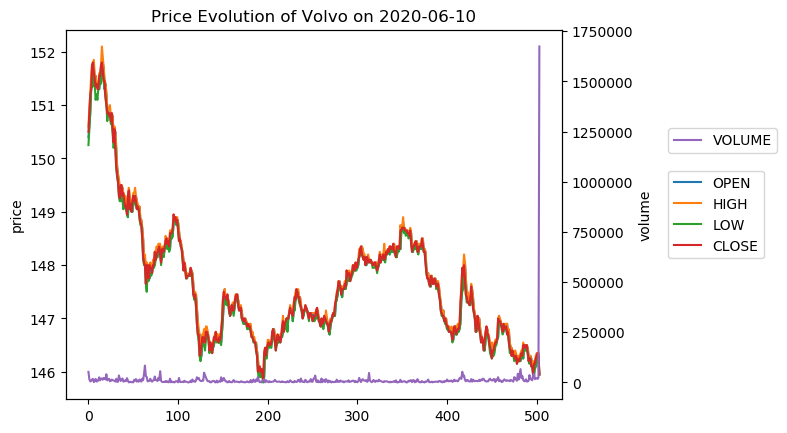 Price Evolution of Volvo on 2020-06-10
price
152
151
150
149
148
147
146
0
100
200
300
400
500
1750000
1500000
1250000
1000000
750000
500000
250000
0
volume
VOLUME
OPEN
HIGH
LOW
CLOSE